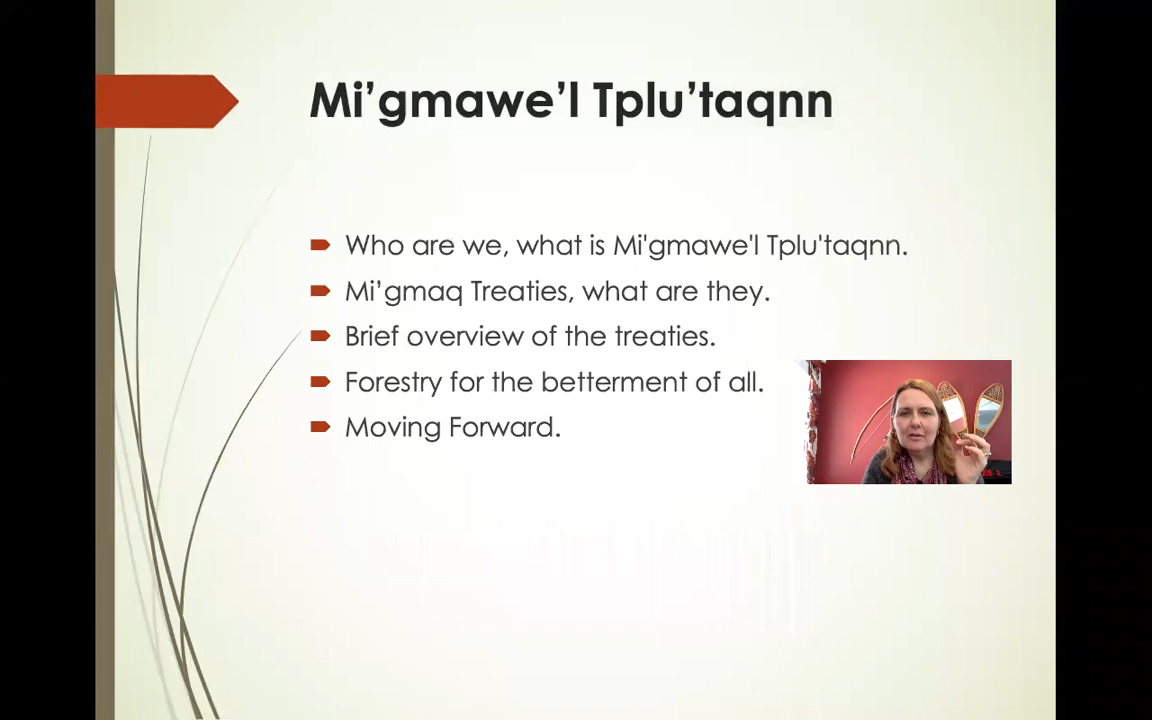 Mi’gmawe’l Tplu’taqnn
Who are we, what is Mi'gmawe'l Tplu'taqnn.
Mi’gmaq Treaties, what are they.
Brief overview of the treaties.
Forestry for the betterment of all.
Moving Forward.